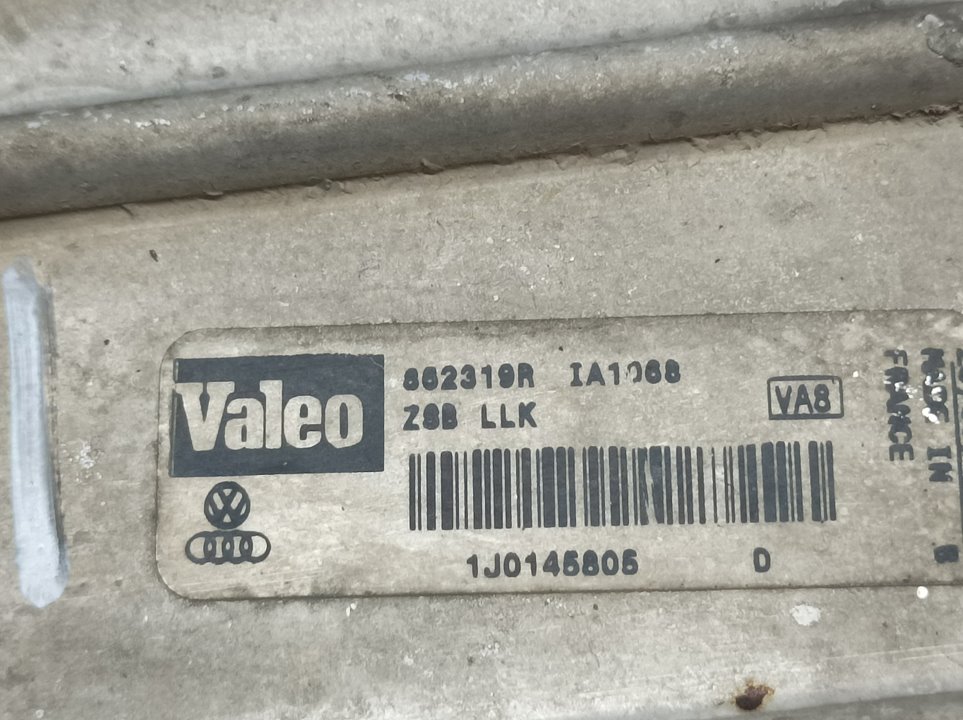 Valeo
862319R IA1068
ZSB LLK
VA8
MADE IN
FRANCE
1J0145805 D